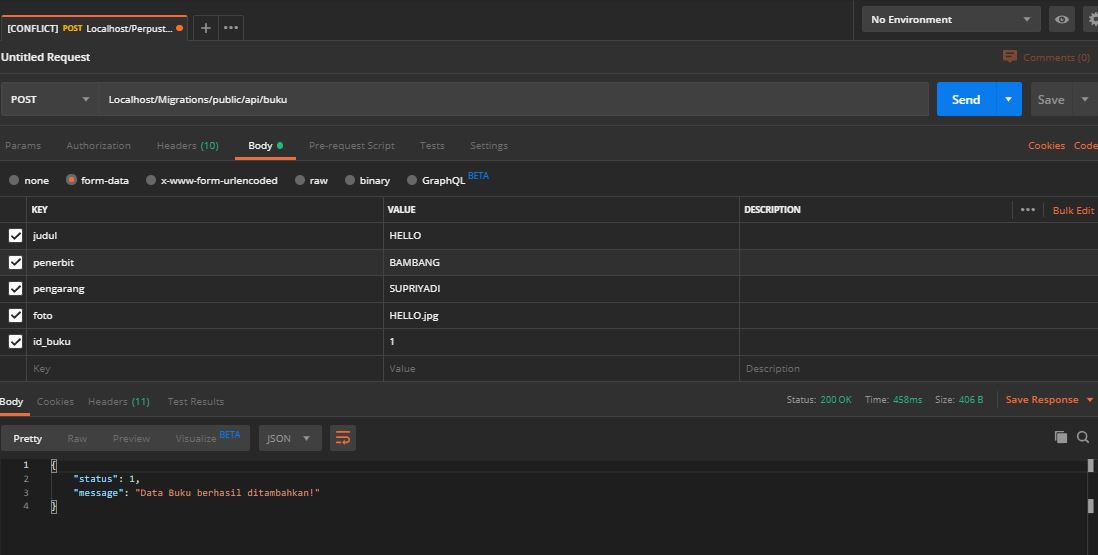 [CONFLICT] POST Localhost/Perpust...
No Environment
Untitled Request
Comments (0)
POST Localhost/Migrations/public/api/buku Send Save
Params Authorization Headers (10) Body Pre-request Script Tests Settings Cookies Code
none form-data x-www-form-urlencoded raw binary GraphQL BETA
KEY VALUE DESCRIPTION ••• Bulk Edit
judul HELLO
penerbit BAMBANG
pengarang SUPRIYADI
foto HELLO.jpg
id_buku 1
Key Value Description
Body Cookies Headers (11) Test Results Status: 200 OK Time: 458ms Size: 406 B Save Response
Pretty Raw Preview Visualize BETA JSON
1 {
2 "status": 1,
3 "message": "Data Buku berhasil ditambahkan!"
4 }